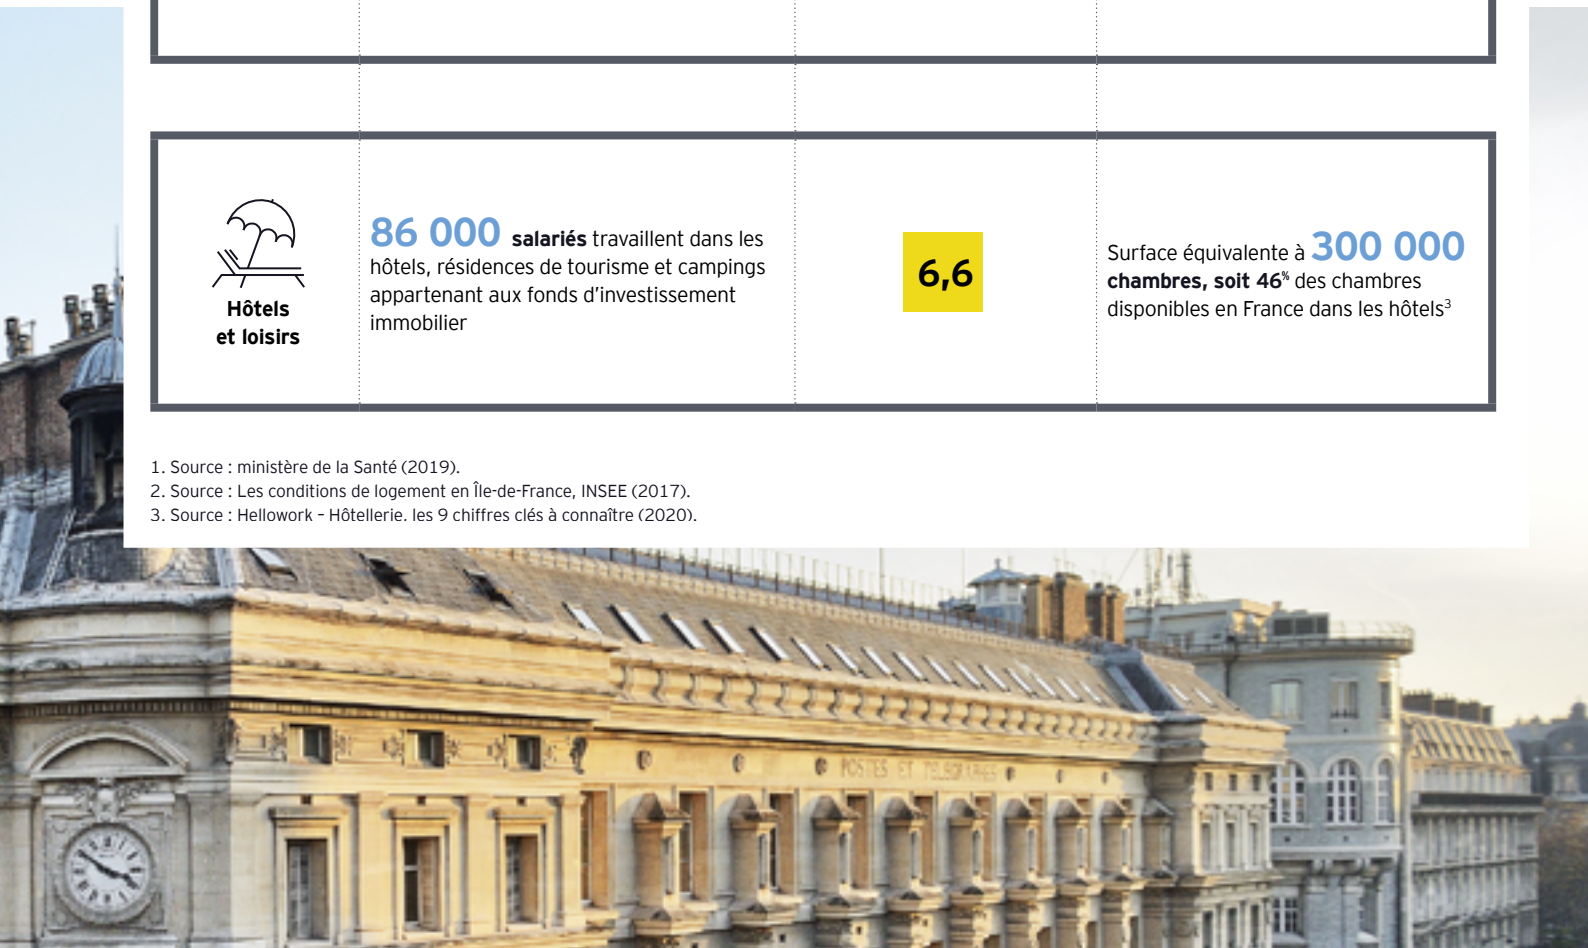 86 000 salariés travaillent dans les
hôtels, résidences de tourisme et campings
appartenant aux fonds d’investissement
immobilier
Hôtels
et loisirs
6,6
Surface équivalente à 300 000
chambres, soit 46% des chambres
disponibles en France dans les hôtels3
1. Source : ministère de la Santé (2019).
2. Source : Les conditions de logement en Île-de-France, INSEE (2017).
3. Source : Hellowork – Hôtellerie. les 9 chiffres clés à connaître (2020).
POSTES ET TELEGRAPHES